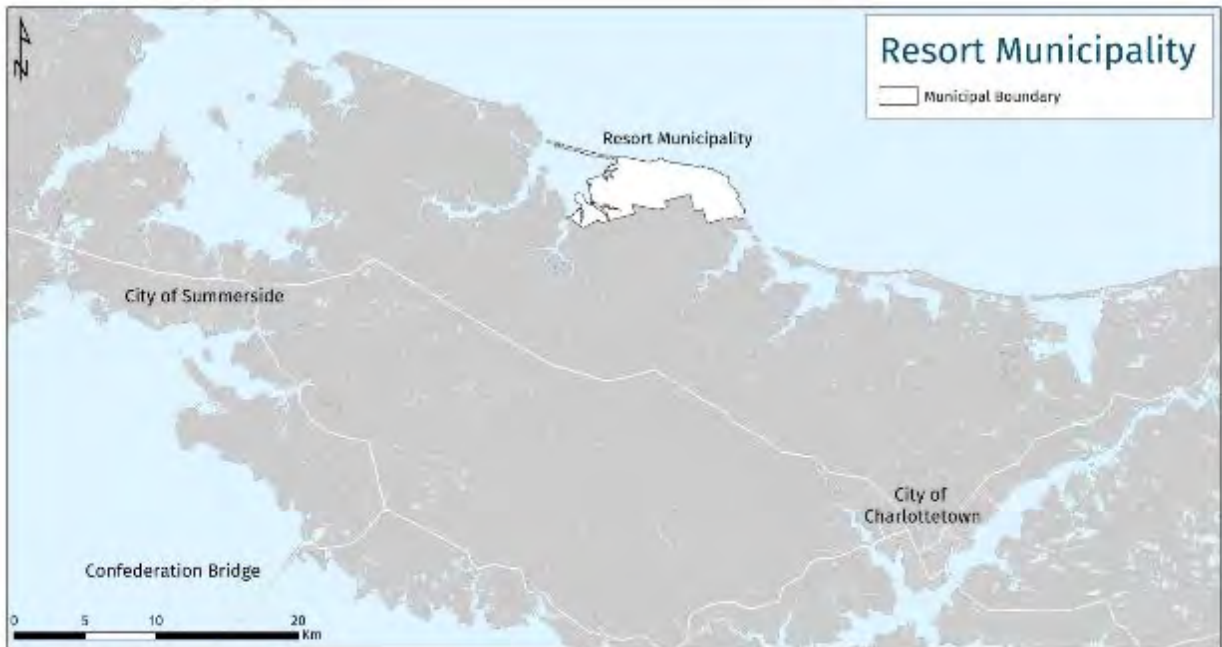 N
Resort Municipality
Municipal Boundary
Resort Municipality
City of Summerside
City of
Charlottetown
Confederation Bridge
0 5 10 20
Km